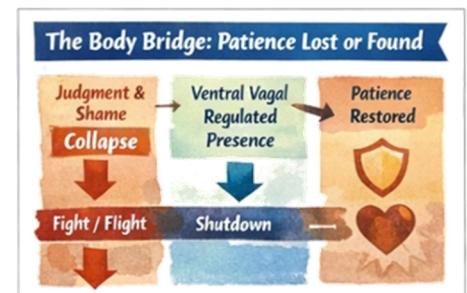 The Body Bridge: Patience Lost or Found
Judgment &
Shame
Collapse
Fight / Flight
Ventral Vagal
Regulated
Presence
Shutdown
Patience
Restored